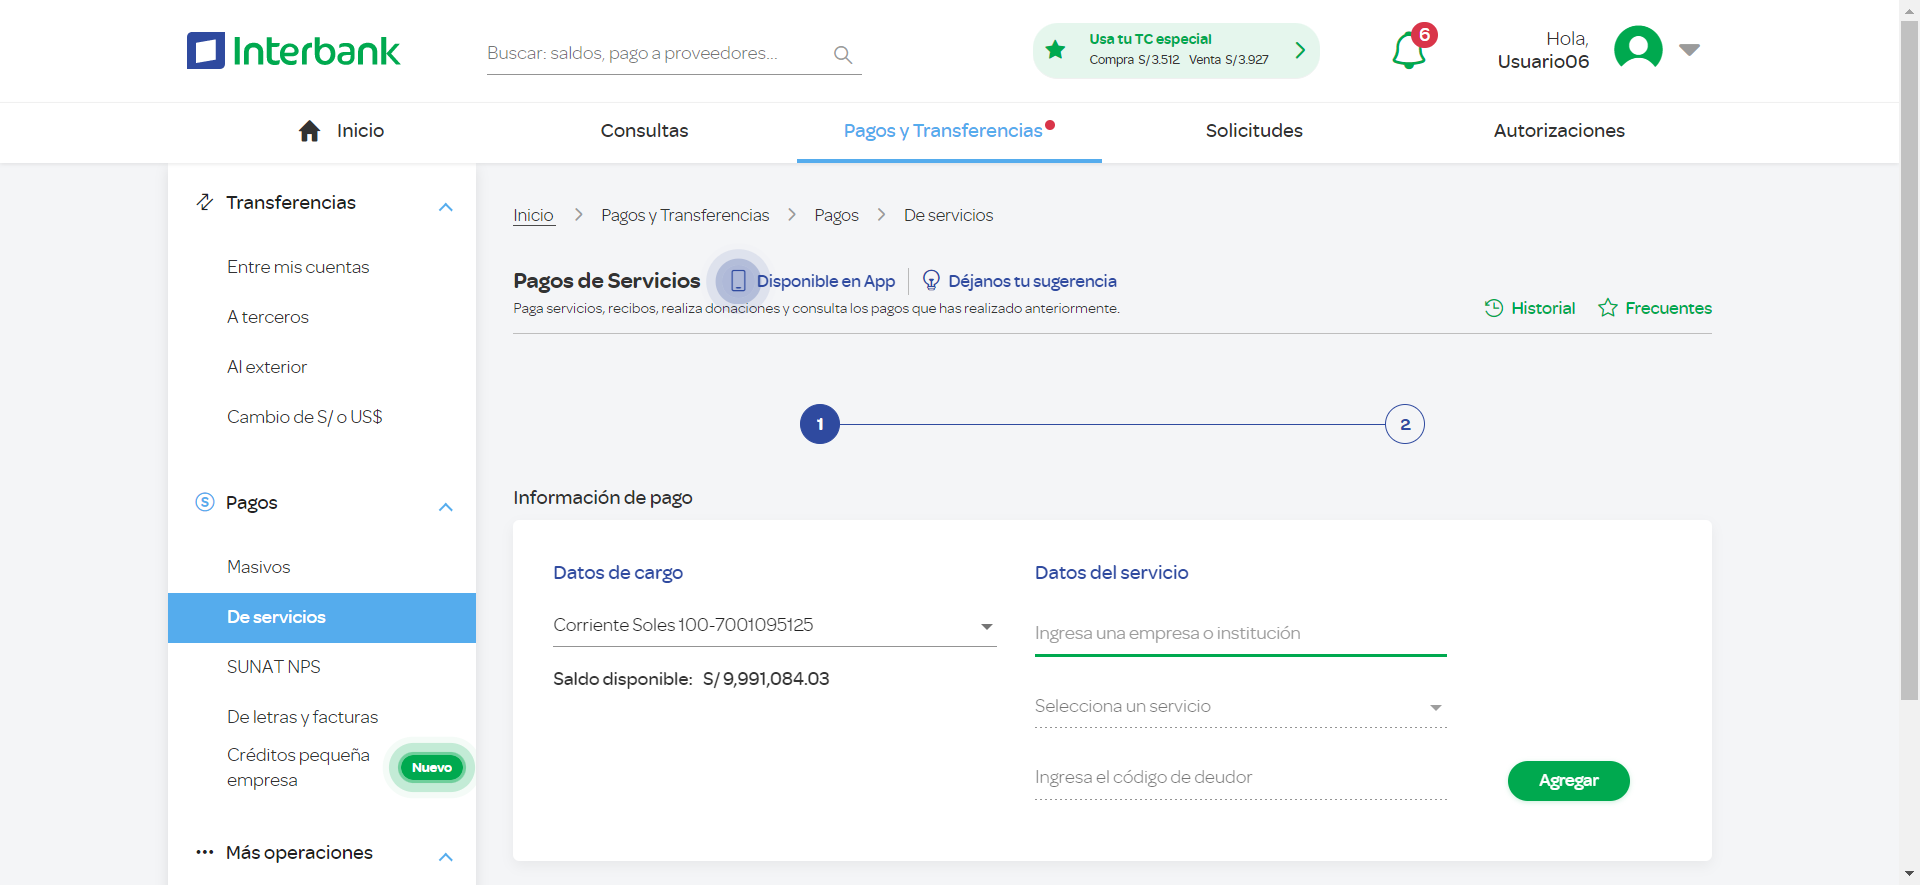 Interbank
Buscar: saldos, pago a proveedores...
Usa tu TC especial
Compra S/3.512 Venta S/3.927
6
Hola,
Usuario06
Inicio
Consultas
Pagos y Transferencias
Solicitudes
Autorizaciones
Transferencias
Entre mis cuentas
A terceros
Al exterior
Cambio de S/ o US$
S Pagos
Masivos
De servicios
SUNAT NPS
De letras y facturas
Créditos pequeña
empresa
Nuevo
Más operaciones
Inicio > Pagos y Transferencias > Pagos > De servicios
Pagos de Servicios
Disponible en App
Déjanos tu sugerencia
Paga servicios, recibos, realiza donaciones y consulta los pagos que has realizado anteriormente.
Historial
Frecuentes
1
2
Información de pago
Datos de cargo
Corriente Soles 100-7001095125
Saldo disponible: S/ 9,991,084.03
Datos del servicio
Ingresa una empresa o institución
Selecciona un servicio
Ingresa el código de deudor
Agregar